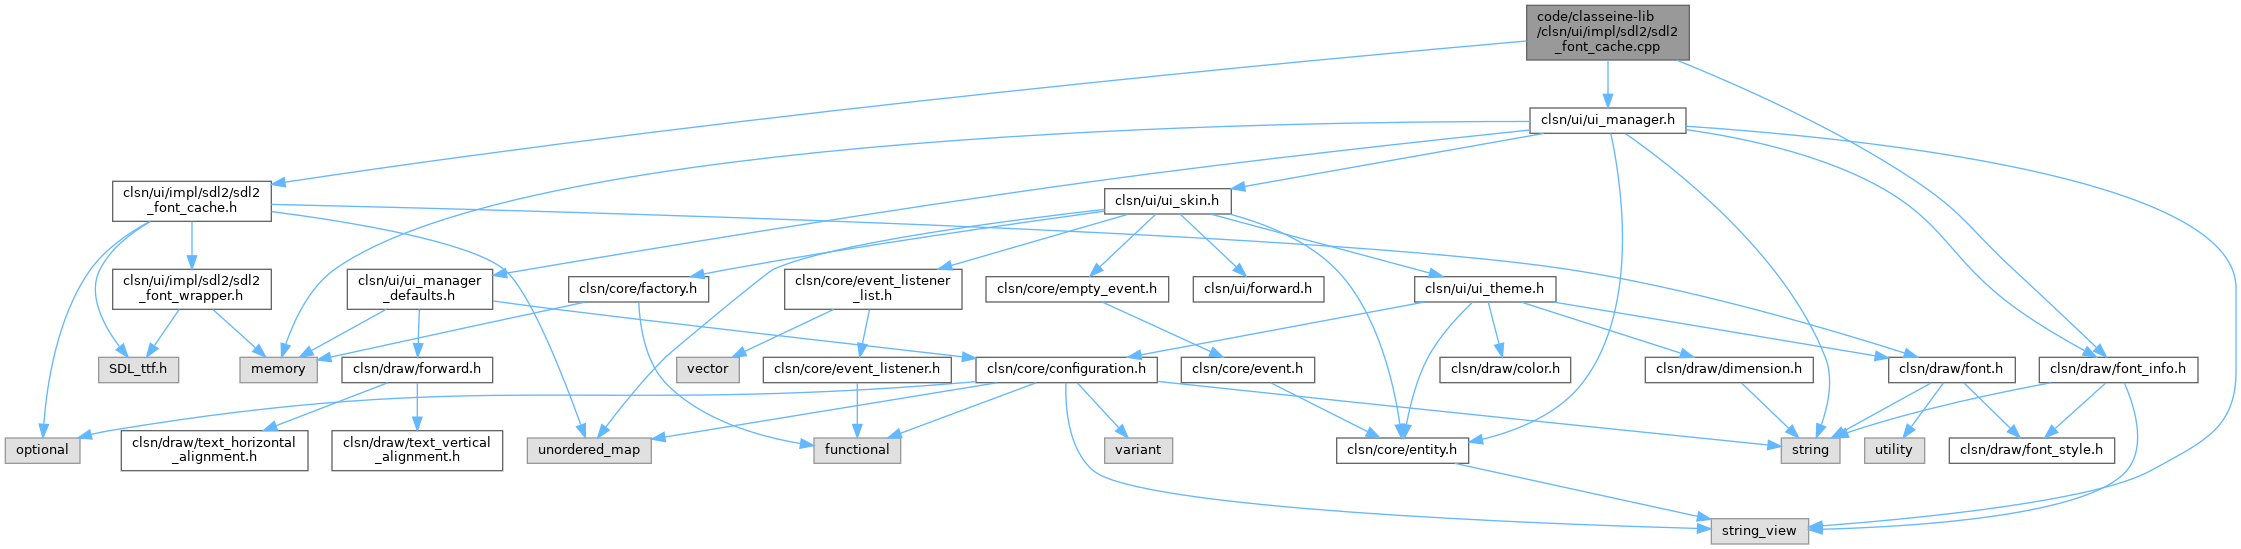 code/classeine-lib
/clsn/ui/impl/sdl2/sdl2
_font_cache.cpp
clsn/ui/ui_manager.h
clsn/ui/impl/sdl2/sdl2
_font_cache.h
clsn/ui/ui_skin.h
clsn/ui/impl/sdl2/sdl2
_font_wrapper.h
clsn/ui/ui_manager
_defaults.h
clsn/core/factory.h
clsn/core/event_listener
_list.h
clsn/core/empty_event.h
clsn/ui/forward.h
clsn/ui/ui_theme.h
SDL_ttf.h
memory
clsn/draw/forward.h
vector
clsn/core/event_listener.h
clsn/core/configuration.h
clsn/core/event.h
clsn/draw/color.h
clsn/draw/dimension.h
clsn/draw/font.h
clsn/draw/font_info.h
optional
clsn/draw/text_horizontal
_alignment.h
clsn/draw/text_vertical
_alignment.h
unordered_map
functional
variant
clsn/core/entity.h
string
utility
clsn/draw/font_style.h
string_view